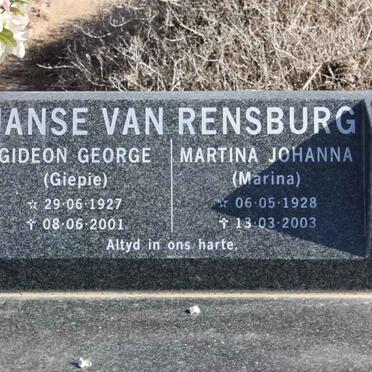 JANSE VAN RENSBURG
GIDEON GEORGE
(Giepie)
☆ 29·06·1927
✝ 08·06·2001
MARTINA JOHANNA
(Marina)
☆ 06·05·1928
✝ 13·03·2003
Altyd in ons harte.